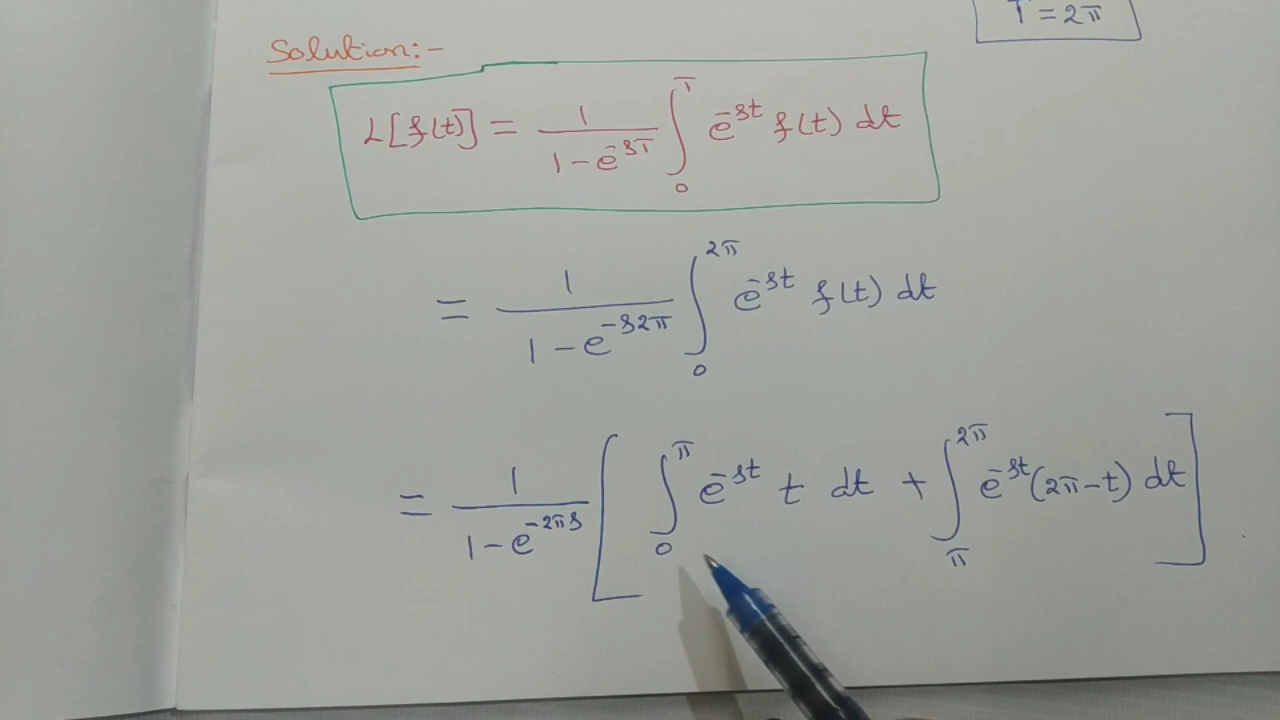 T = 2π
Solution:-
L[f(t)] = 1/(1 - e^{-sT}) ∫_0^T e^{-st} f(t) dt
= 1/(1 - e^{-s2π}) ∫_0^{2π} e^{-st} f(t) dt
= 1/(1 - e^{-2πs}) [ ∫_0^π e^{-st} t dt + ∫_π^{2π} e^{-st} (2π-t) dt ]